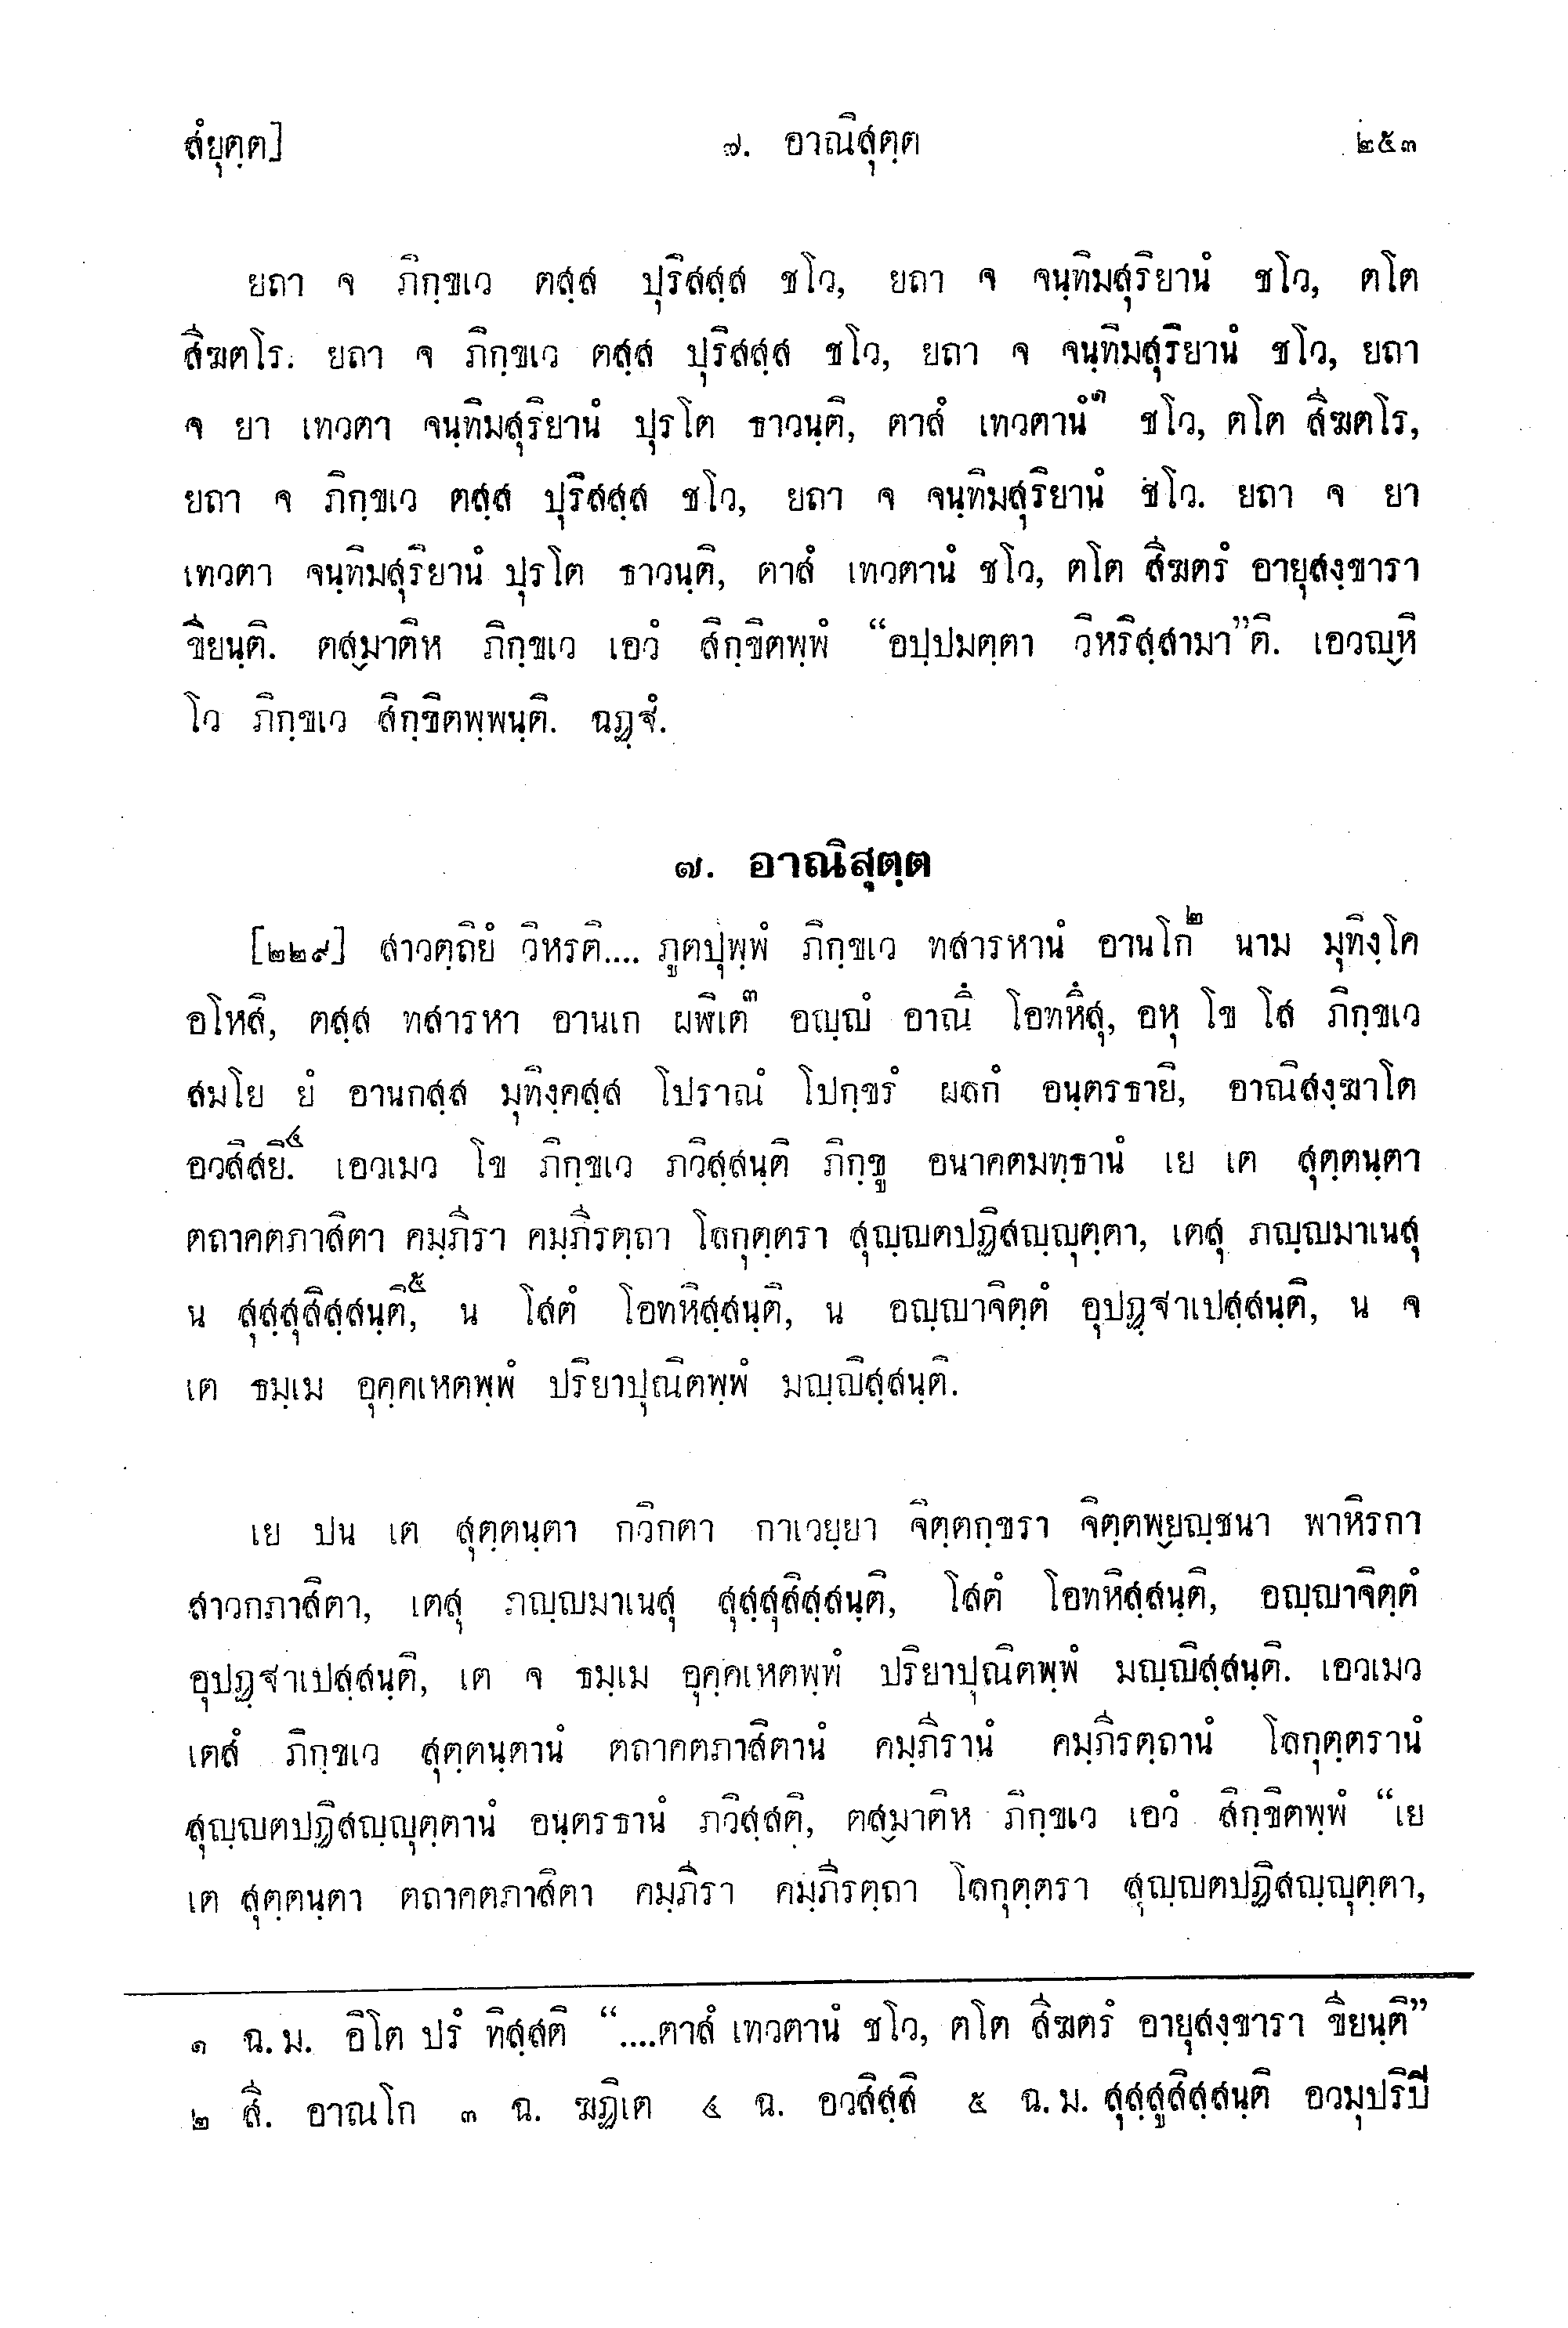 สํยุตฺต]
๗. อาณิสุตฺต
๒๕๓
ยถา จ ภิกฺขเว ตสฺส ปุริสสฺส ชโว, ยถา จ จนฺทิมสุริยานํ ชโว, ตโต
สีฆตโร. ยถา จ ภิกฺขเว ตสฺส ปุริสสฺส ชโว, ยถา จ จนฺทิมสุริยานํ ชโว, ยถา
จ ยา เทวตา จนฺทิมสุริยานํ ปุรโต ธาวนฺติ, ตาสํ เทวตานํ๑ ชโว, ตโต สีฆตโร,
ยถา จ ภิกฺขเว ตสฺส ปุริสสฺส ชโว, ยถา จ จนฺทิมสุริยานํ ชโว. ยถา จ ยา
เทวตา จนฺทิมสุริยานํ ปุรโต ธาวนฺติ, ตาสํ เทวตานํ ชโว, ตโต สีฆตรํ อายุสงฺขารา
ขียนฺติ. ตสฺมาติห ภิกฺขเว เอวํ สิกฺขิตพฺพํ “อปฺปมตฺตา วิหริสฺสามา”ติ. เอวญฺหิ
โว ภิกฺขเว สิกฺขิตพฺพนฺติ. ฉฏฺฐํ.
๗. อาณิสุตฺต
[๒๒๙] สาวตฺถิยํ วิหรติ.... ภูตปุพฺพํ ภิกฺขเว ทสารหานํ อานโก๒ นาม มุทิงฺโค
อโหสิ, ตสฺส ทสารหา อานเก ผฬิเต๓ อญฺญํ อาณึ โอทหึสุ, อหุ โข โส ภิกฺขเว
สมโย ยํ อานกสฺส มุทิงฺคสฺส โปราณํ โปกฺขรํ ผลกํ อนฺตรธายิ, อาณิสงฺฆาโต
อวสิสยิ.๔ เอวเมว โข ภิกฺขเว ภวิสฺสนฺติ ภิกฺขู อนาคตมทฺธานํ เย เต สุตฺตนฺตา
ตถาคตภาสิตา คมฺภีรา คมฺภีรตฺถา โลกุตฺตรา สุญฺญตปฏิสญฺญุตฺตา, เตสุ ภญฺญมาเนสุ
น สุสฺสุสิสฺสนฺติ,๕ น โสตํ โอทหิสฺสนฺติ, น อญฺญาจิตฺตํ อุปฏฺฐาเปสฺสนฺติ, น จ
เต ธมฺเม อุคฺคเหตพฺพํ ปริยาปุณิตพฺพํ มญฺญิสฺสนฺติ.
เย ปน เต สุตฺตนฺตา กวิกตา กาเวยฺยา จิตฺตกฺขรา จิตฺตพฺยญฺชนา พาหิรกา
สาวกภาสิตา, เตสุ ภญฺญมาเนสุ สุสฺสุสิสฺสนฺติ, โสตํ โอทหิสฺสนฺติ, อญฺญาจิตฺตํ
อุปฏฺฐาเปสฺสนฺติ, เต จ ธมฺเม อุคฺคเหตพฺพํ ปริยาปุณิตพฺพํ มญฺญิสฺสนฺติ. เอวเมว
เตสํ ภิกฺขเว สุตฺตนฺตานํ ตถาคตภาสิตานํ คมฺภีรานํ คมฺภีรตฺถานํ โลกุตฺตรานํ
สุญฺญตปฏิสญฺญุตฺตานํ อนฺตรธานํ ภวิสฺสติ, ตสฺมาติห ภิกฺขเว เอวํ สิกฺขิตพฺพํ “เย
เต สุตฺตนฺตา ตถาคตภาสิตา คมฺภีรา คมฺภีรตฺถา โลกุตฺตรา สุญฺญตปฏิสญฺญุตฺตา,
๑ ฉ.ม. อิโต ปรํ ทิสฺสติ “....ตาสํ เทวตานํ ชโว, ตโต สีฆตรํ อายุสงฺขารา ขียนฺติ”
๒ สี. อาณโก ๓ ฉ. ฆฏิเต ๔ ฉ. อวสิสฺสิ ๕ ฉ.ม. สุสฺสูสิสฺสนฺติ อวมุปริปิ